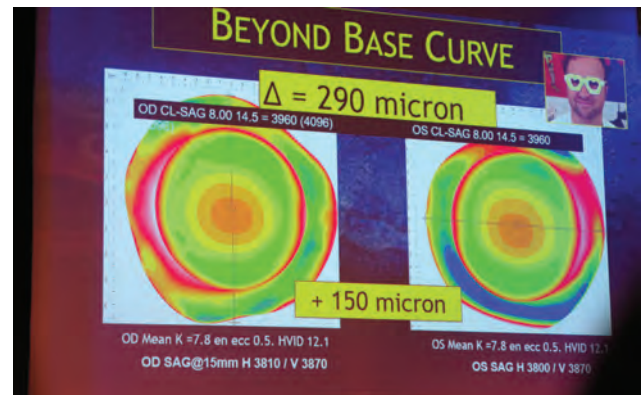 BEYOND BASE CURVE
Δ = 290 micron
OD CL-SAG 8.00 14.5 = 3960 (4096)
OS CL-SAG 8.00 14.5 = 3960
+ 150 micron
OD Mean K =7.8 en ecc 0.5. HVID 12.1
OS Mean K =7.8 en ecc 0.5. HVID 12.1
OD SAG@15mm H 3810 / V 3870
OS SAG H 3800 / V 3870